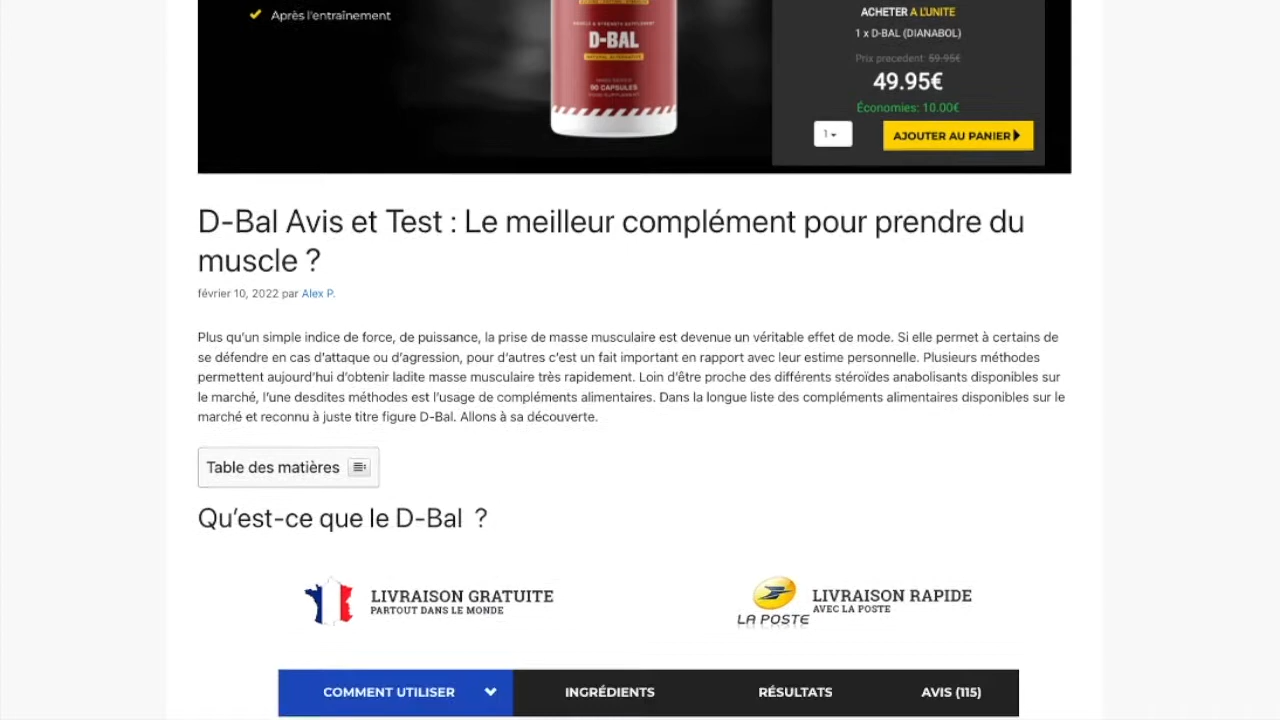 Après l'entraînement
D-BAL
90 CAPSULES
ACHETER A L'UNITE
1 x D-BAL (DIANABOL)
Prix precedent: 59.95€
49.95€
Économies: 10.00€
1
AJOUTER AU PANIER
D-Bal Avis et Test : Le meilleur complément pour prendre du
muscle ?
février 10, 2022 par Alex P.
Plus qu’un simple indice de force, de puissance, la prise de masse musculaire est devenue un véritable effet de mode. Si elle permet à certains de
se défendre en cas d’attaque ou d’agression, pour d’autres c’est un fait important en rapport avec leur estime personnelle. Plusieurs méthodes
permettent aujourd’hui d’obtenir ladite masse musculaire très rapidement. Loin d’être proche des différents stéroïdes anabolisants disponibles sur
le marché, l’une desdites méthodes est l’usage de compléments alimentaires. Dans la longue liste des compléments alimentaires disponibles sur le
marché et reconnu à juste titre figure D-Bal. Allons à sa découverte.
Table des matières
Qu’est-ce que le D-Bal ?
LIVRAISON GRATUITE
PARTOUT DANS LE MONDE
LA POSTE
LIVRAISON RAPIDE
AVEC LA POSTE
COMMENT UTILISER
INGRÉDIENTS
RÉSULTATS
AVIS (115)